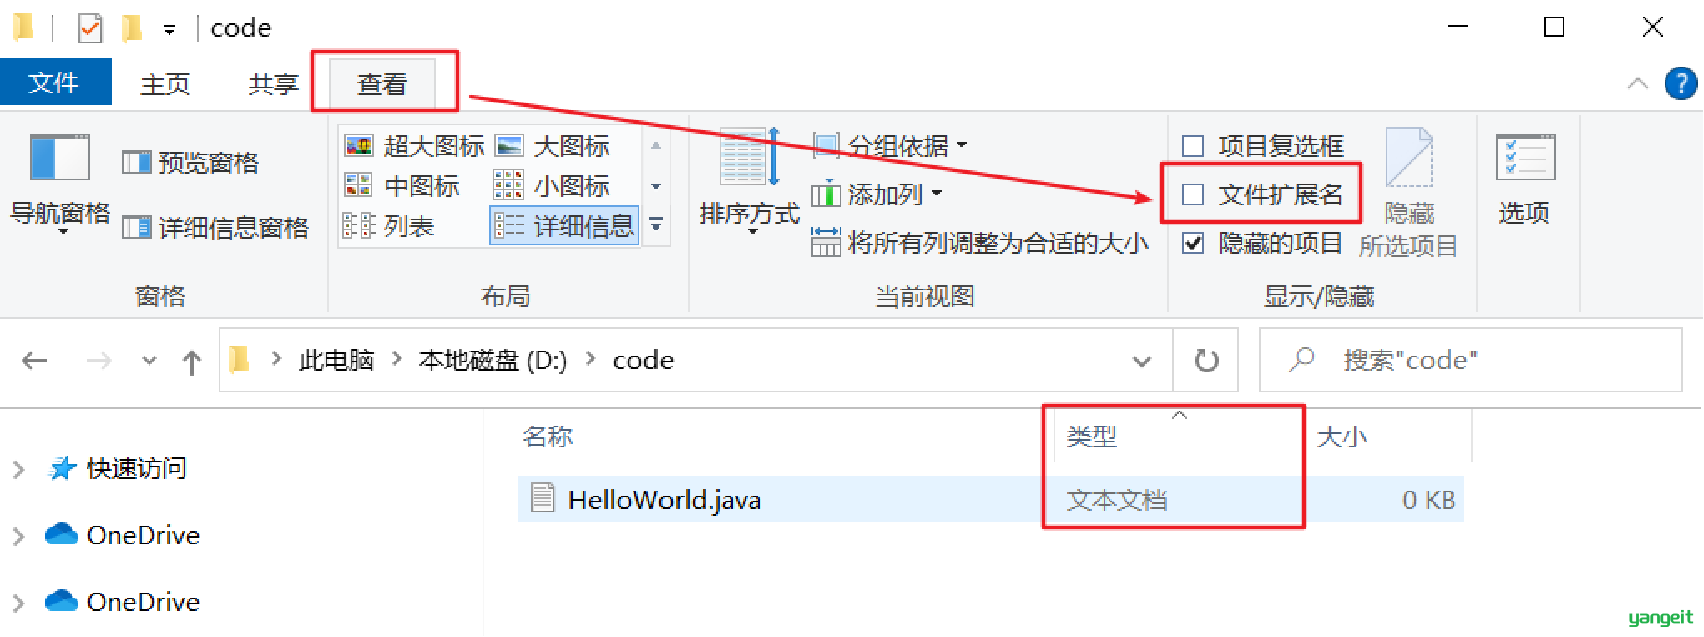 code
文件 主页 共享 查看
超大图标 大图标 分组依据 项目复选框
预览窗格 中图标 小图标 添加列 文件扩展名
导航窗格 详细信息窗格 列表 详细信息 排序方式 将所有列调整为合适的大小 隐藏的项目 隐藏 所选项目 选项
窗格 布局 当前视图 显示/隐藏
此电脑 本地磁盘 (D:) code 搜索"code"
名称 类型 大小
快速访问 HelloWorld.java 文本文档 0 KB
OneDrive
OneDrive
yangeit